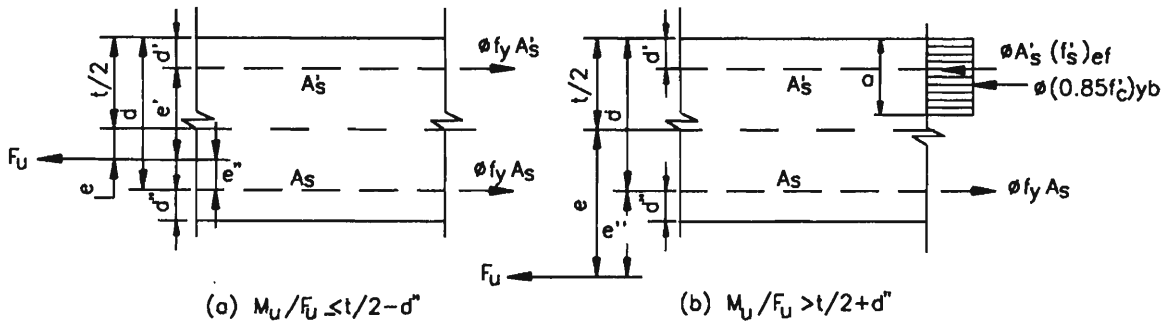 t/2
d
d'
e'
A's
øfyA's
Fu
e
e"
d"
As
øfyAs
(a) Mu/Fu ≤t/2-d"
t/2
d
d'
A's
a
øA's(f's)ef
ø(0.85f'c)yb
e
e''
d"
As
øfyAs
Fu
(b) Mu/Fu >t/2+d"